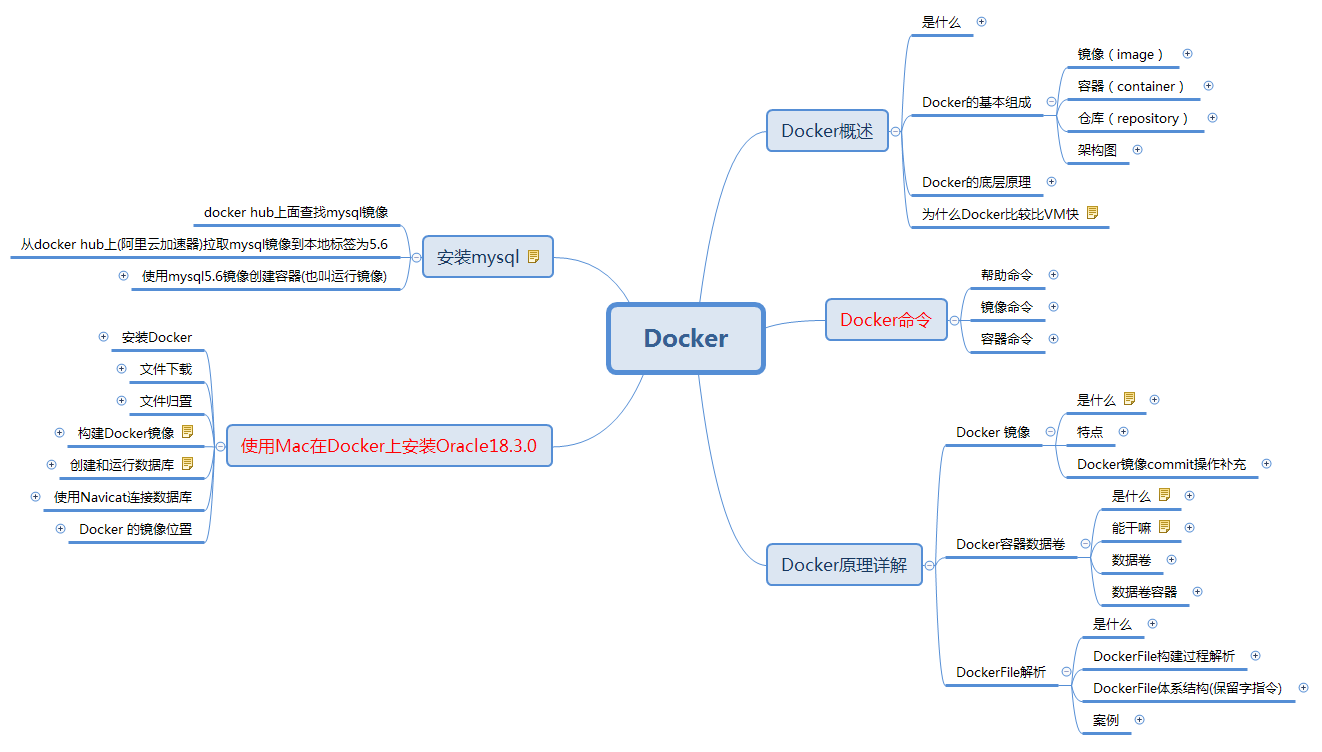 Docker
Docker概述
是什么
Docker的基本组成
镜像（image）
容器（container）
仓库（repository）
架构图
Docker的底层原理
为什么Docker比较比VM快
Docker命令
帮助命令
镜像命令
容器命令
Docker原理详解
Docker 镜像
是什么
特点
Docker镜像commit操作补充
Docker容器数据卷
是什么
能干嘛
数据卷
数据卷容器
DockerFile解析
是什么
DockerFile构建过程解析
DockerFile体系结构(保留字指令)
案例
安装mysql
docker hub上面查找mysql镜像
从docker hub上(阿里云加速器)拉取mysql镜像到本地标签为5.6
使用mysql5.6镜像创建容器(也叫运行镜像)
使用Mac在Docker上安装Oracle18.3.0
安装Docker
文件下载
文件归置
构建Docker镜像
创建和运行数据库
使用Navicat连接数据库
Docker 的镜像位置